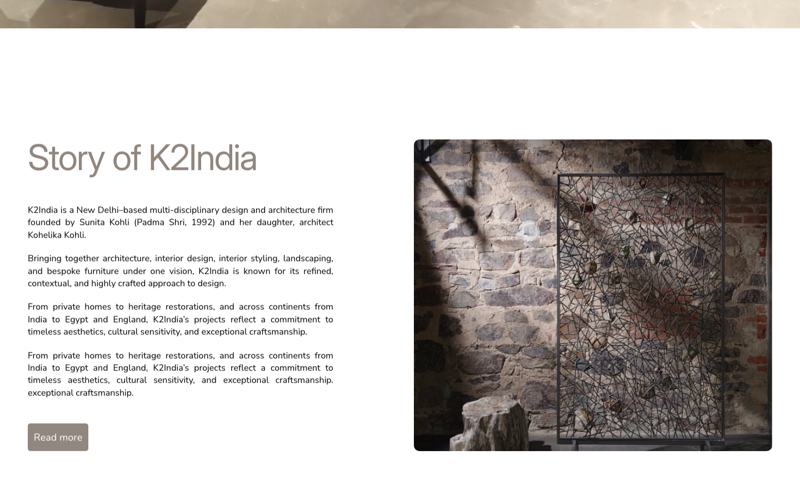 Story of K2India
K2India is a New Delhi–based multi-disciplinary design and architecture firm
founded by Sunita Kohli (Padma Shri, 1992) and her daughter, architect
Kohelika Kohli.
Bringing together architecture, interior design, interior styling, landscaping,
and bespoke furniture under one vision, K2India is known for its refined,
contextual, and highly crafted approach to design.
From private homes to heritage restorations, and across continents from
India to Egypt and England, K2India's projects reflect a commitment to
timeless aesthetics, cultural sensitivity, and exceptional craftsmanship.
From private homes to heritage restorations, and across continents from
India to Egypt and England, K2India's projects reflect a commitment to
timeless aesthetics, cultural sensitivity, and exceptional craftsmanship.
exceptional craftsmanship.
Read more